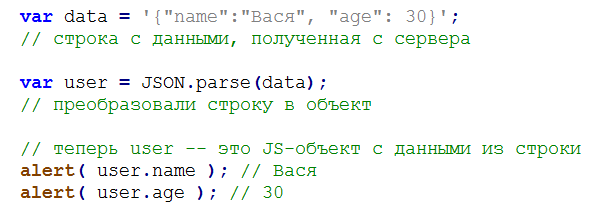 var data = '{"name":"Вася", "age": 30}';
// строка с данными, полученная с сервера
var user = JSON.parse(data);
// преобразовали строку в объект
// теперь user -- это JS-объект с данными из строки
alert( user.name ); // Вася
alert( user.age ); // 30